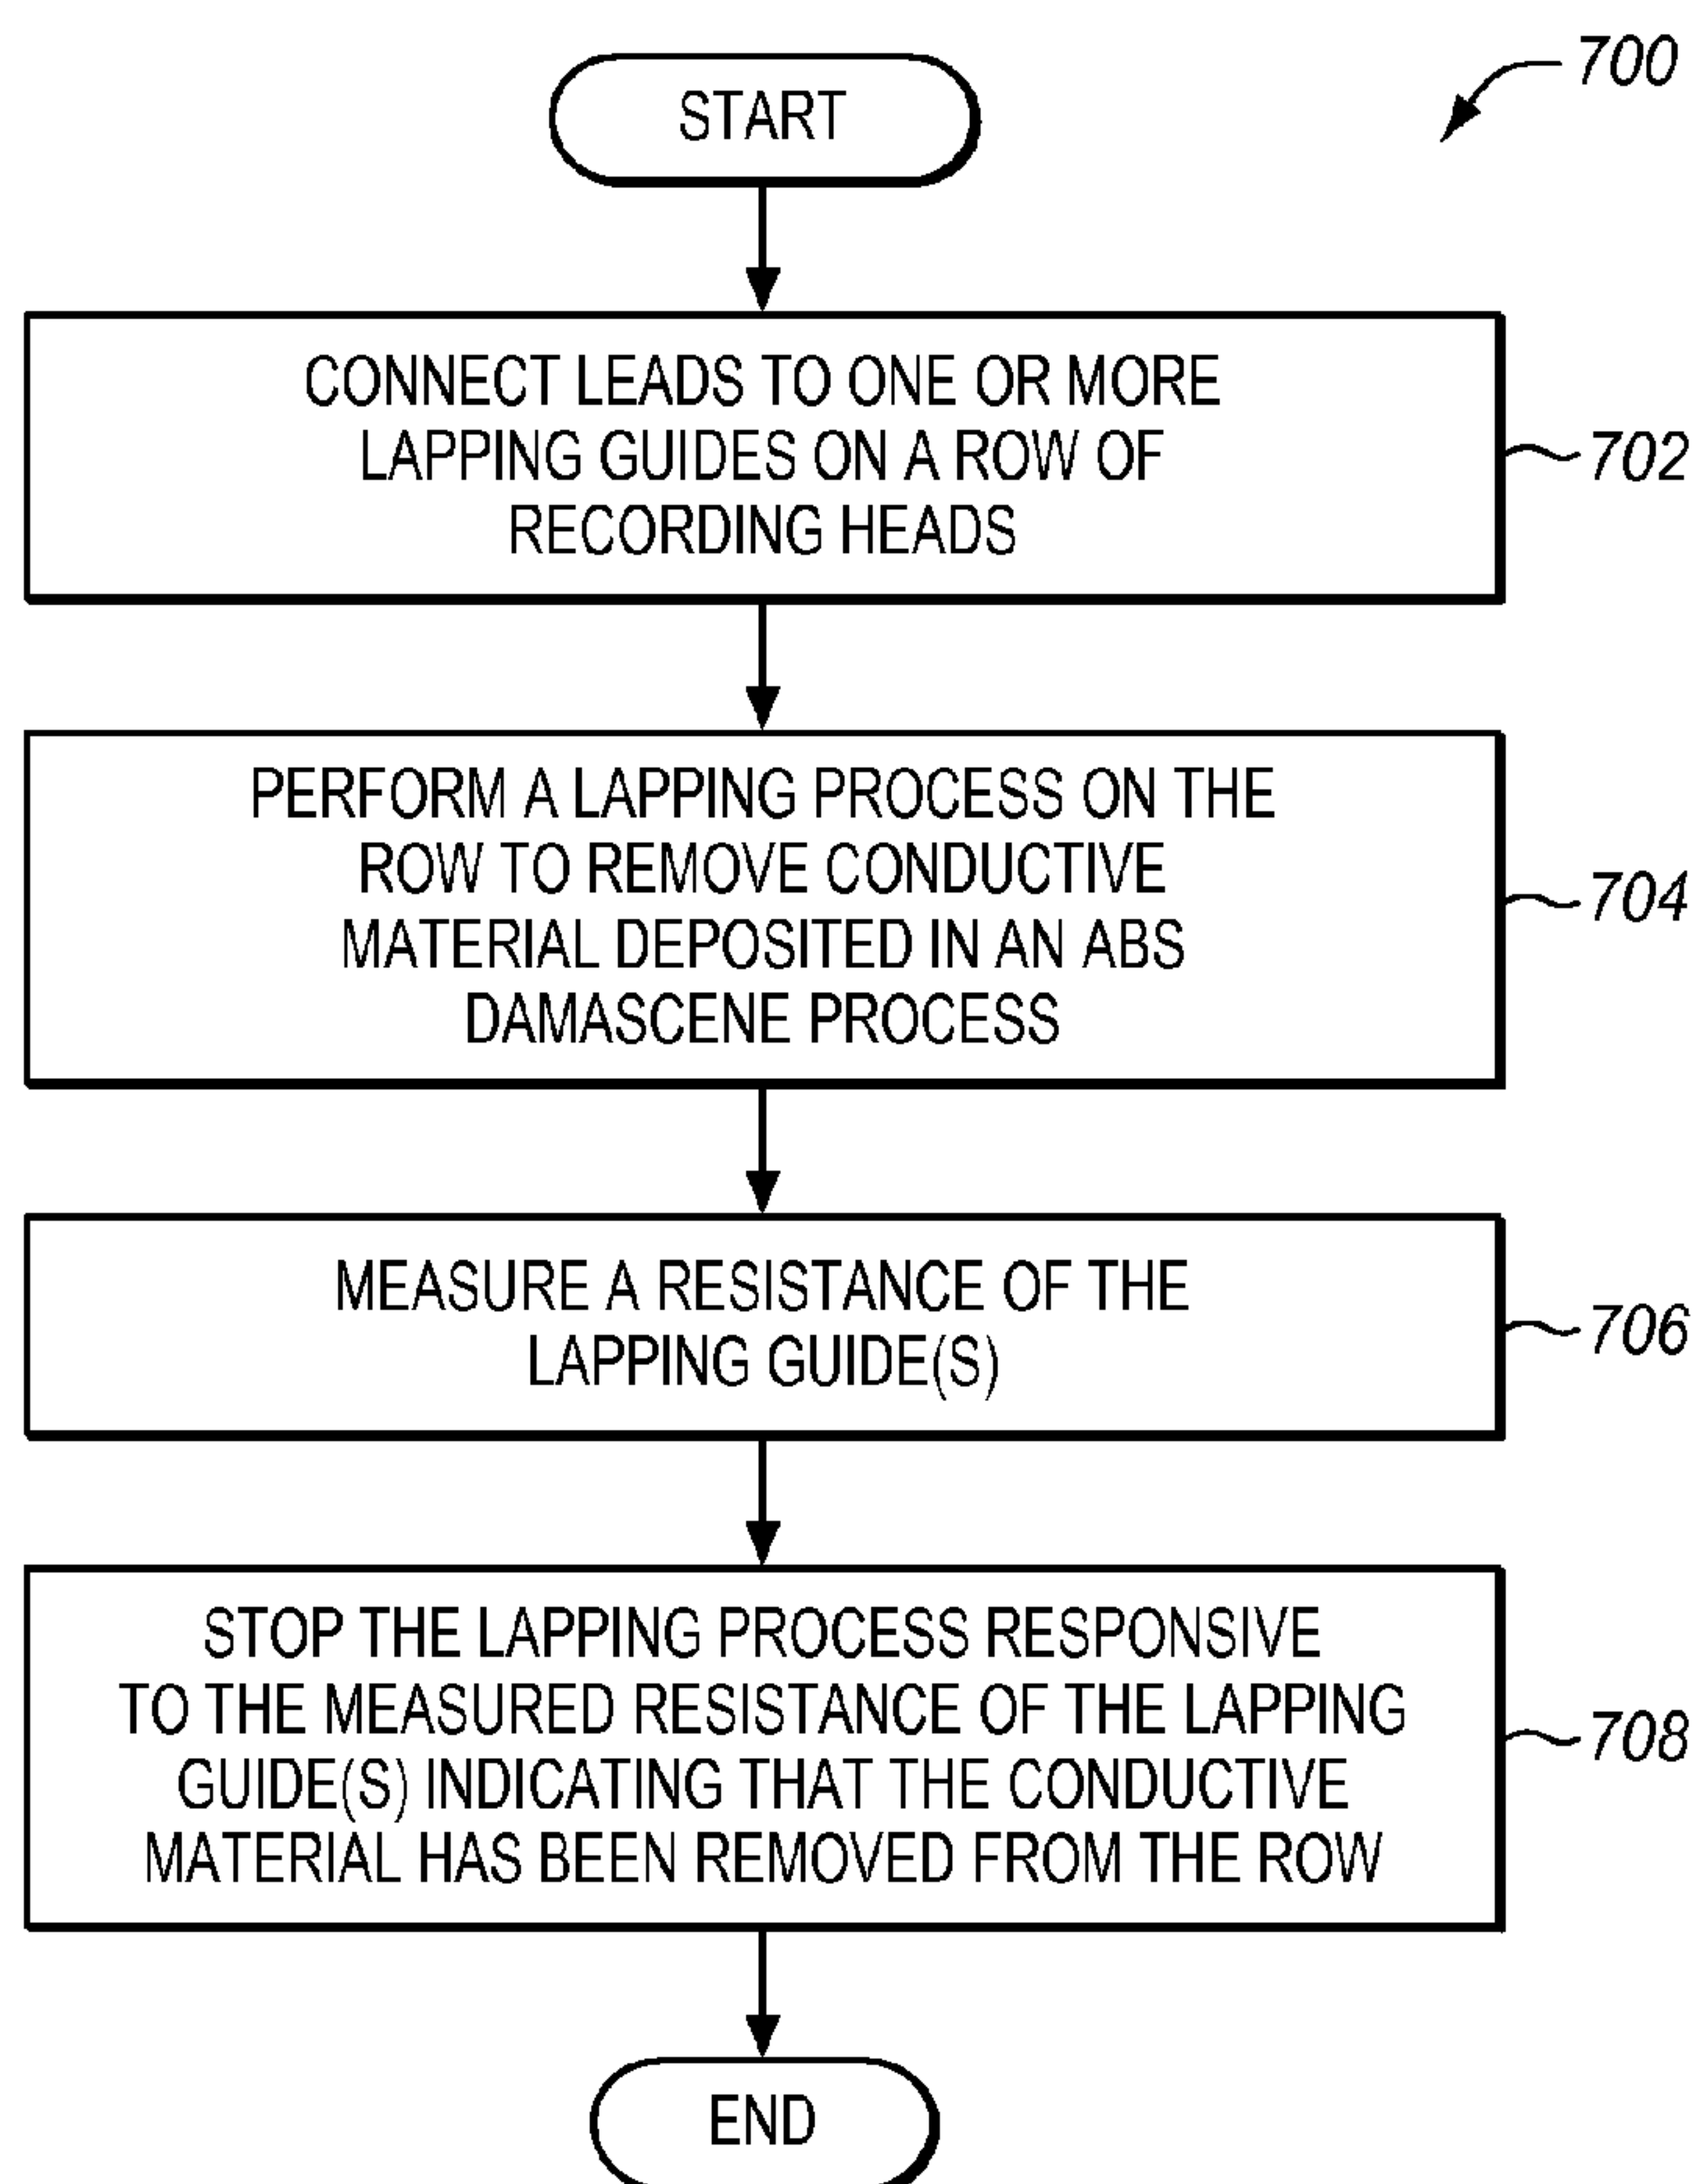 700
START
CONNECT LEADS TO ONE OR MORE
LAPPING GUIDES ON A ROW OF
RECORDING HEADS
702
PERFORM A LAPPING PROCESS ON THE
ROW TO REMOVE CONDUCTIVE
MATERIAL DEPOSITED IN AN ABS
DAMASCENE PROCESS
704
MEASURE A RESISTANCE OF THE
LAPPING GUIDE(S)
706
STOP THE LAPPING PROCESS RESPONSIVE
TO THE MEASURED RESISTANCE OF THE LAPPING
GUIDE(S) INDICATING THAT THE CONDUCTIVE
MATERIAL HAS BEEN REMOVED FROM THE ROW
708
END